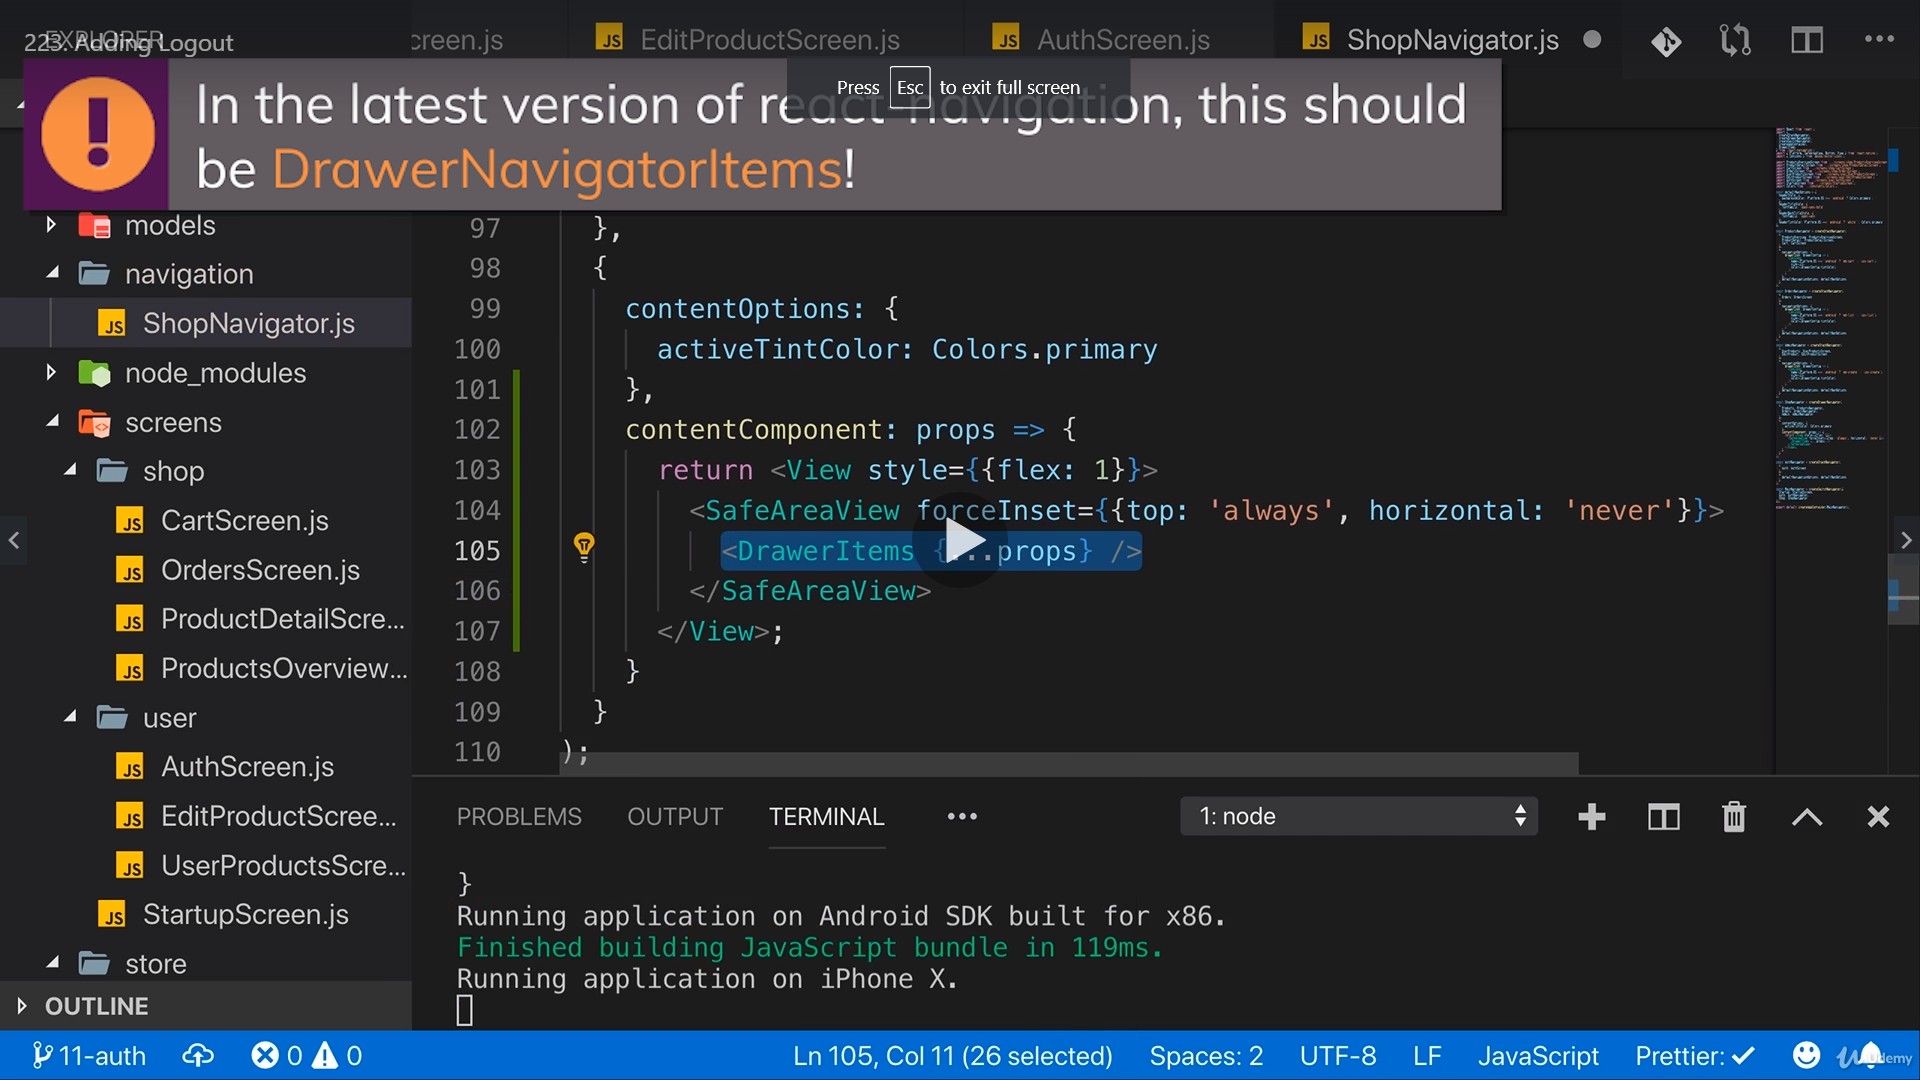 223. Adding Logout
EXPLORER
creen.js
EditProductScreen.js
AuthScreen.js
ShopNavigator.js
Press Esc to exit full screen
In the latest version of react-navigation, this should
be DrawerNavigatorItems!
models
navigation
ShopNavigator.js
node_modules
screens
shop
CartScreen.js
OrdersScreen.js
ProductDetailScre...
ProductsOverview...
user
AuthScreen.js
EditProductScree...
UserProductsScre...
StartupScreen.js
store
OUTLINE
97 },
98 {
99 contentOptions: {
100 activeTintColor: Colors.primary
101 },
102 contentComponent: props => {
103 return <View style={{flex: 1}}>
104 <SafeAreaView forceInset={{top: 'always', horizontal: 'never'}}>
105 <DrawerItems {...props} />
106 </SafeAreaView>
107 </View>;
108 }
109 }
110 );
PROBLEMS OUTPUT TERMINAL ••• 1: node
}
Running application on Android SDK built for x86.
Finished building JavaScript bundle in 119ms.
Running application on iPhone X.
11-auth 0 0 Ln 105, Col 11 (26 selected) Spaces: 2 UTF-8 LF JavaScript Prettier: ✓
Udemy